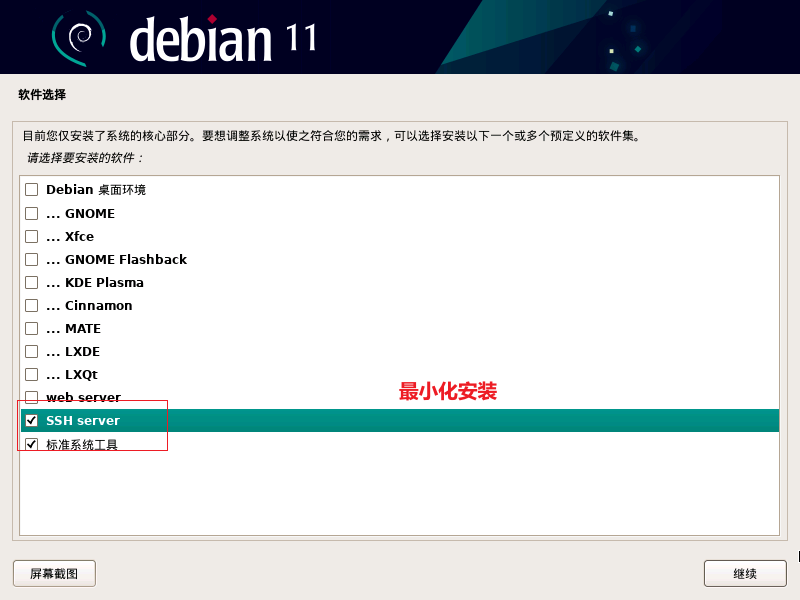 debian 11
软件选择
目前您仅安装了系统的核心部分。要想调整系统以使之符合您的需求，可以选择安装以下一个或多个预定义的软件集。
请选择要安装的软件：
Debian 桌面环境
... GNOME
... Xfce
... GNOME Flashback
... KDE Plasma
... Cinnamon
... MATE
... LXDE
... LXQt
web server
最小化安装
SSH server
标准系统工具
屏幕截图
继续